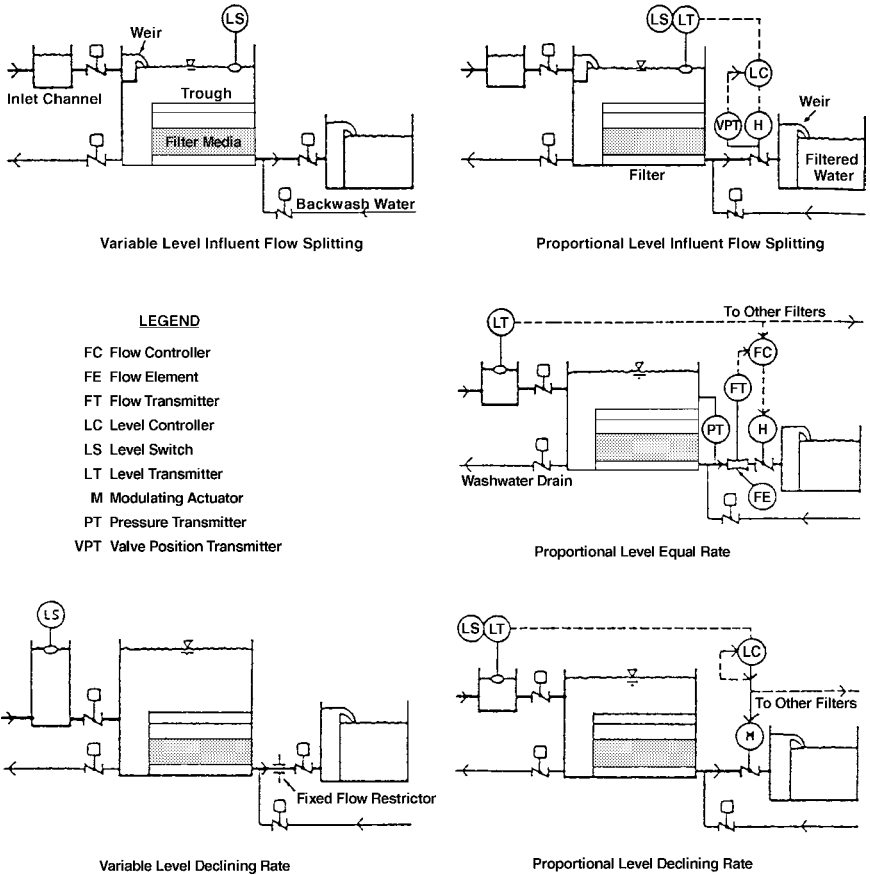 LS
Weir
Inlet Channel
Trough
Filter Media
Backwash Water
Variable Level Influent Flow Splitting
LS LT
LC
VPT H
Weir
Filtered
Water
Filter
Proportional Level Influent Flow Splitting
LEGEND
FC Flow Controller
FE Flow Element
FT Flow Transmitter
LC Level Controller
LS Level Switch
LT Level Transmitter
M Modulating Actuator
PT Pressure Transmitter
VPT Valve Position Transmitter
To Other Filters
LT
FC
FT
PT
H
Washwater Drain
FE
Proportional Level Equal Rate
LS
Fixed Flow Restrictor
Variable Level Declining Rate
LS LT
LC
To Other Filters
M
Proportional Level Declining Rate